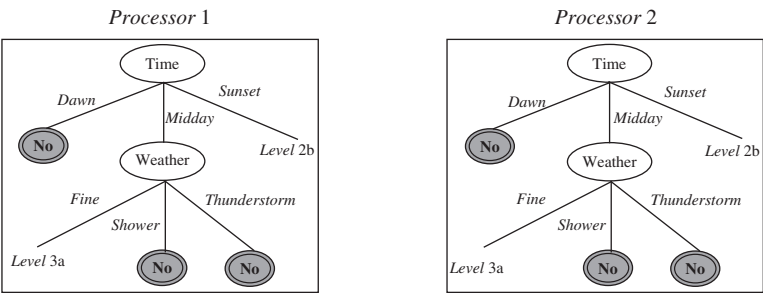 Processor 1
Time
Dawn
Sunset
Midday
No
Level 2b
Weather
Fine
Thunderstorm
Shower
Level 3a
No
No
Processor 2
Time
Dawn
Sunset
Midday
No
Level 2b
Weather
Fine
Thunderstorm
Shower
Level 3a
No
No